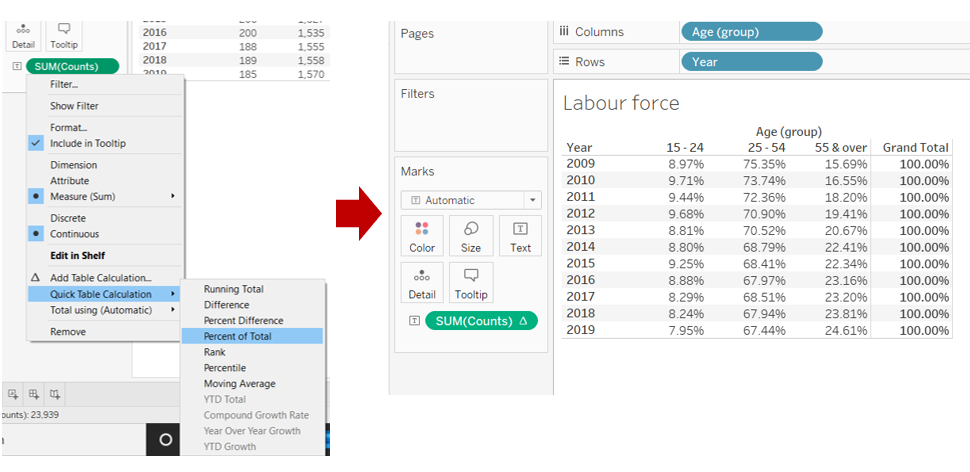 2016 200 1,535
2017 188 1,555
2018 189 1,558
2019 185 1,570
Detail Tooltip
T SUM(Counts)
Filter...
Show Filter
Format...
Include in Tooltip
Dimension
Attribute
Measure (Sum)
Discrete
Continuous
Edit in Shelf
Add Table Calculation...
Quick Table Calculation
Total using (Automatic)
Remove
Running Total
Difference
Percent Difference
Percent of Total
Rank
Percentile
Moving Average
YTD Total
Compound Growth Rate
Year Over Year Growth
YTD Growth
ounts): 23.939
Pages
Filters
Marks
T Automatic
Color Size T Text
Detail Tooltip
T SUM(Counts) Δ
iii Columns Age (group)
Rows Year
Labour force
Age (group)
Year 15 - 24 25 - 54 55 & over Grand Total
2009 8.97% 75.35% 15.69% 100.00%
2010 9.71% 73.74% 16.55% 100.00%
2011 9.44% 72.36% 18.20% 100.00%
2012 9.68% 70.90% 19.41% 100.00%
2013 8.81% 70.52% 20.67% 100.00%
2014 8.80% 68.79% 22.41% 100.00%
2015 9.25% 68.41% 22.34% 100.00%
2016 8.88% 67.97% 23.16% 100.00%
2017 8.29% 68.51% 23.20% 100.00%
2018 8.24% 67.94% 23.81% 100.00%
2019 7.95% 67.44% 24.61% 100.00%